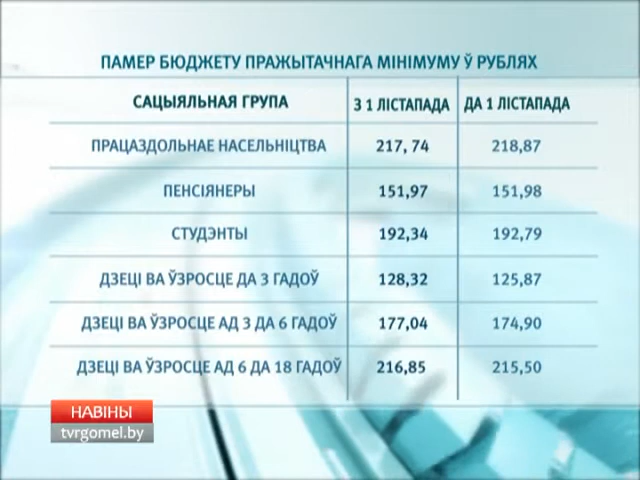 ПАМЕР БЮДЖЕТУ ПРАЖЫТАЧНАГА МІНІМУМУ Ў РУБЛЯХ
САЦЫЯЛЬНАЯ ГРУПА З 1 ЛІСТАПАДА ДА 1 ЛІСТАПАДА
ПРАЦАЗДОЛЬНАЕ НАСЕЛЬНІЦТВА 217, 74 218,87
ПЕНСІЯНЕРЫ 151,97 151,98
СТУДЭНТЫ 192,34 192,79
ДЗЕЦІ ВА ЎЗРОСЦЕ ДА 3 ГАДОЎ 128,32 125,87
ДЗЕЦІ ВА ЎЗРОСЦЕ АД 3 ДА 6 ГАДОЎ 177,04 174,90
ДЗЕЦІ ВА ЎЗРОСЦЕ АД 6 ДА 18 ГАДОЎ 216,85 215,50
НАВІНЫ
tvrgomel.by